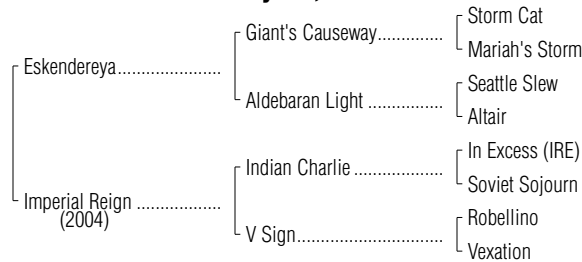 Storm Cat
Giant's Causeway..............
Mariah's Storm
Eskendereya......................
Seattle Slew
Aldebaran Light ................
Altair
In Excess (IRE)
Indian Charlie ...................
Soviet Sojourn
Imperial Reign ..................
(2004)
Robellino
V Sign...............................
Vexation